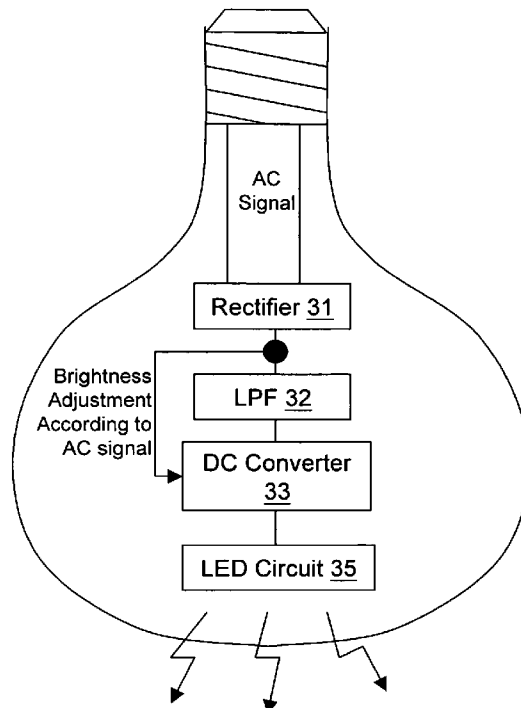 AC
Signal
Rectifier 31
Brightness
Adjustment
According to
AC signal
LPF 32
DC Converter
33
LED Circuit 35